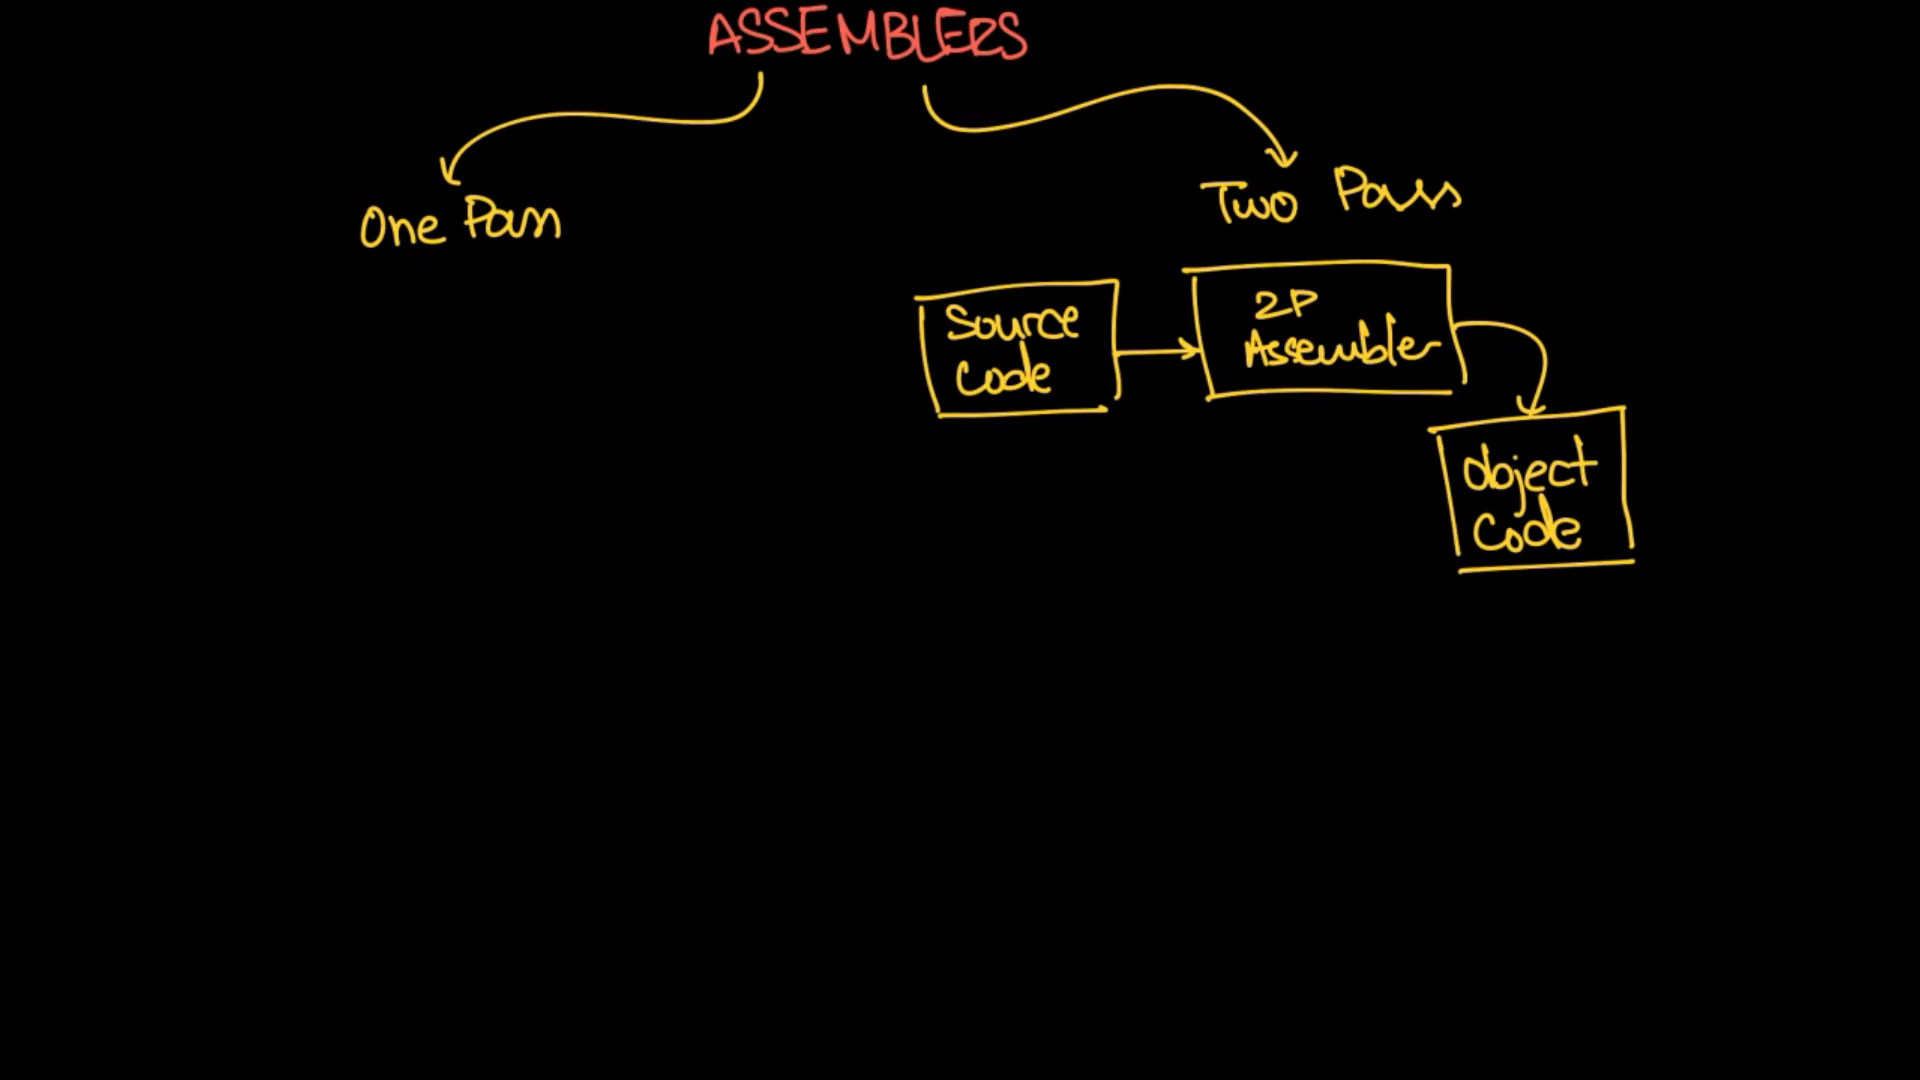 ASSEMBLERS
One Pass
Two Pass
Source
Code
2P
Assembler
Object
Code